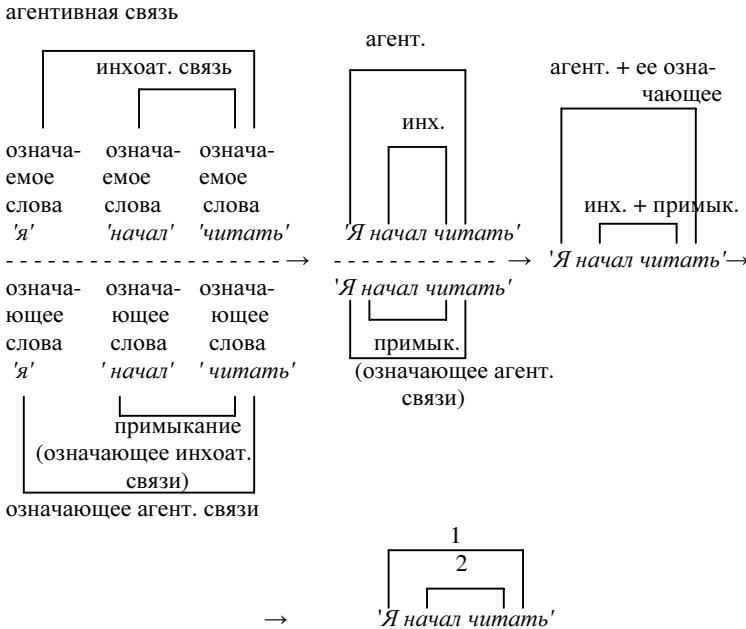 агентивная связь
инхоат. связь
означа- означа- означа-
емое емое емое
слова слова слова
'я' 'начал' 'читать'
- - - - - - - - - - - - - - - - - - - - - - →
означа- означа- означа-
ющее ющее ющее
слова слова слова
'я' ' начал' ' читать'
примыкание
(означающее инхоат.
связи)
означающее агент. связи
агент.
инх.
'Я начал читать'
- - - - - - - - - - - - - →
'Я начал читать'
примык.
(означающее агент.
связи)
агент. + ее озна-
чающее
инх. + примык.
'Я начал читать'→
1
2
→ 'Я начал читать'